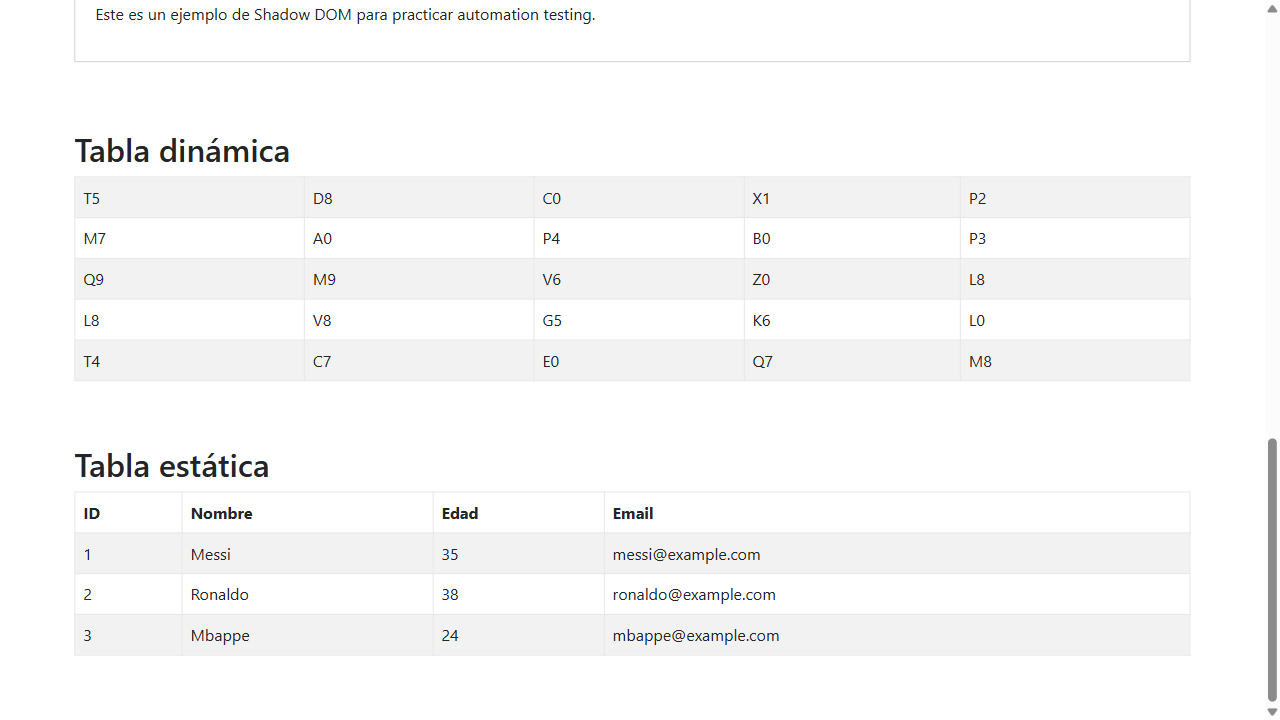 Este es un ejemplo de Shadow DOM para practicar automation testing.
Tabla dinámica
T5 D8 C0 X1 P2
M7 A0 P4 B0 P3
Q9 M9 V6 Z0 L8
L8 V8 G5 K6 L0
T4 C7 E0 Q7 M8
Tabla estática
ID Nombre Edad Email
1 Messi 35 messi@example.com
2 Ronaldo 38 ronaldo@example.com
3 Mbappe 24 mbappe@example.com